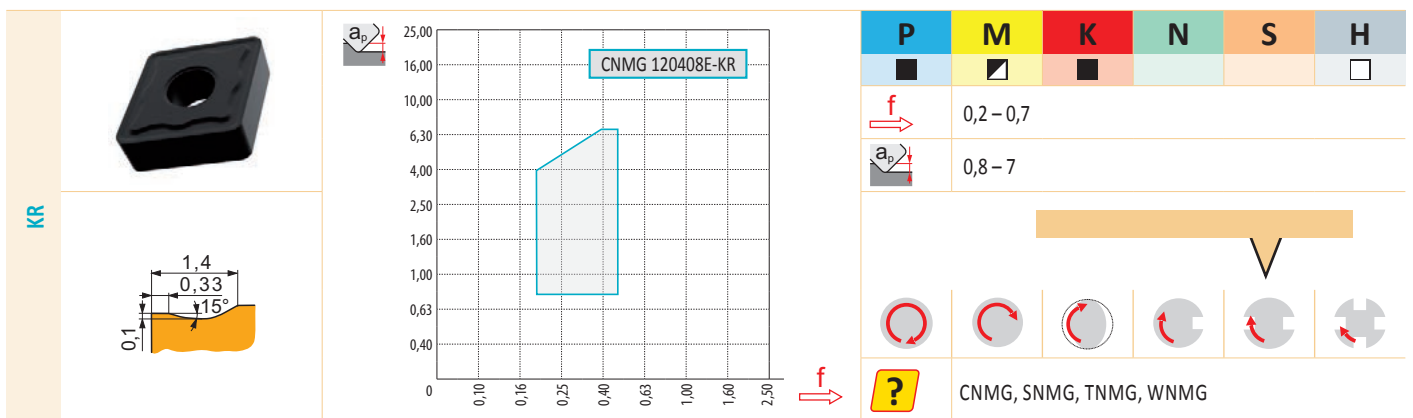 KR
1,4
0,33
15°
0,1
ap
25,00
16,00
10,00
6,30
4,00
2,50
1,60
1,00
0,63
0,40
0
CNMG 120408E-KR
0,10
0,16
0,25
0,40
0,63
1,00
1,60
2,50
f
P M K N S H
f 0,2 – 0,7
ap 0,8 – 7
? CNMG, SNMG, TNMG, WNMG